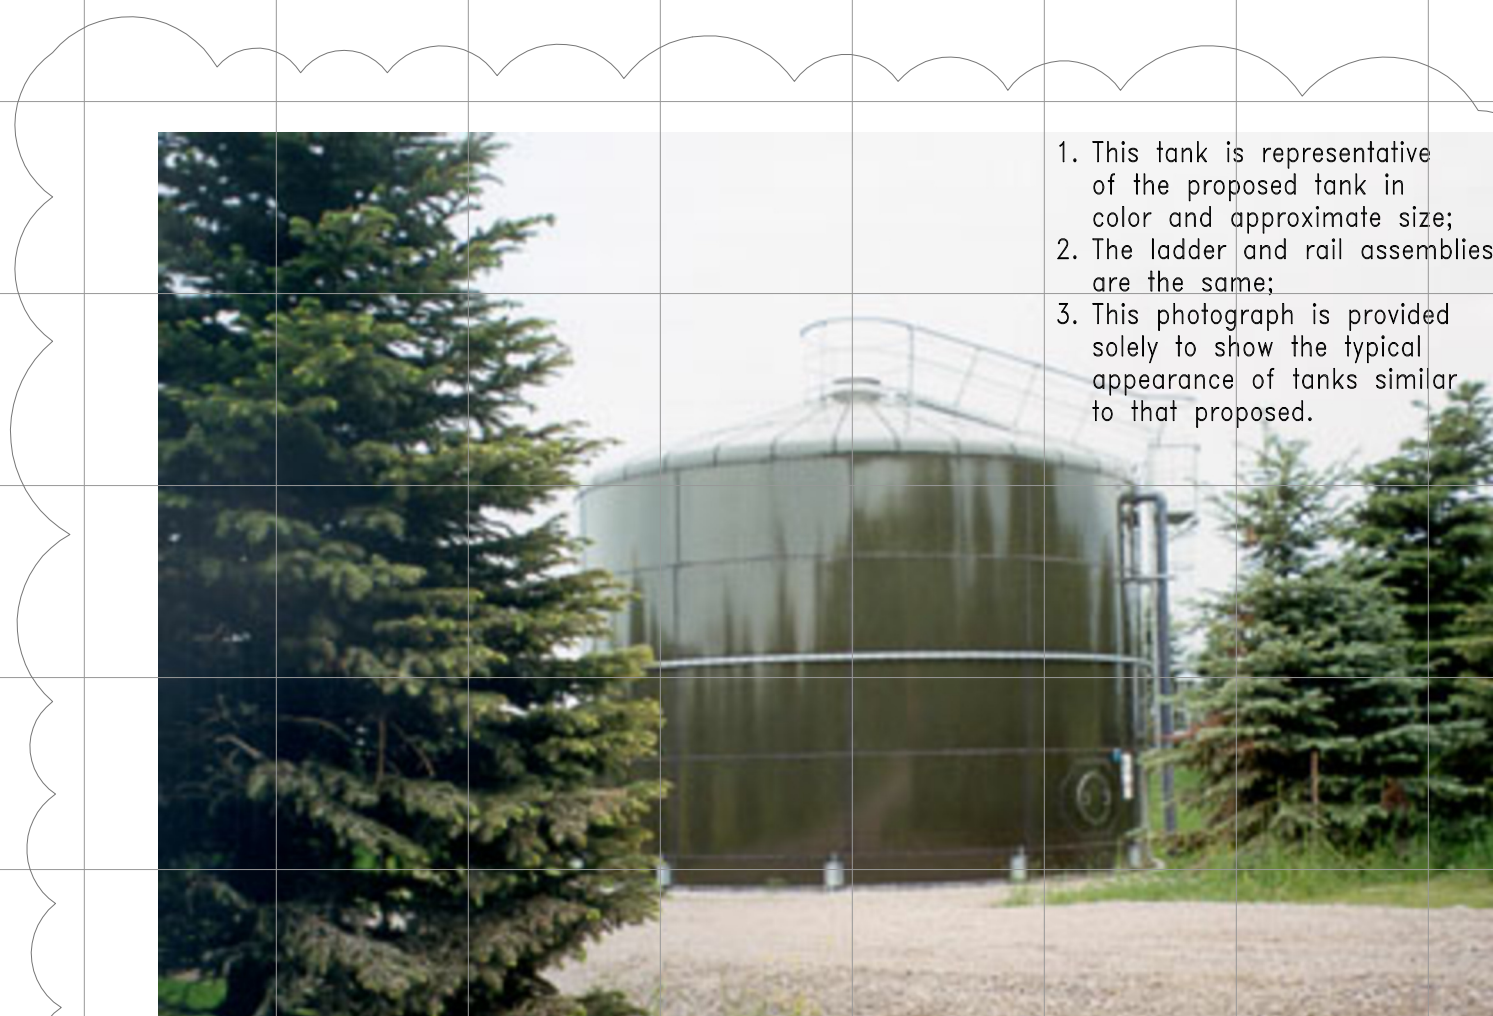 1. This tank is representative
of the proposed tank in
color and approximate size;
2. The ladder and rail assemblies
are the same;
3. This photograph is provided
solely to show the typical
appearance of tanks similar
to that proposed.